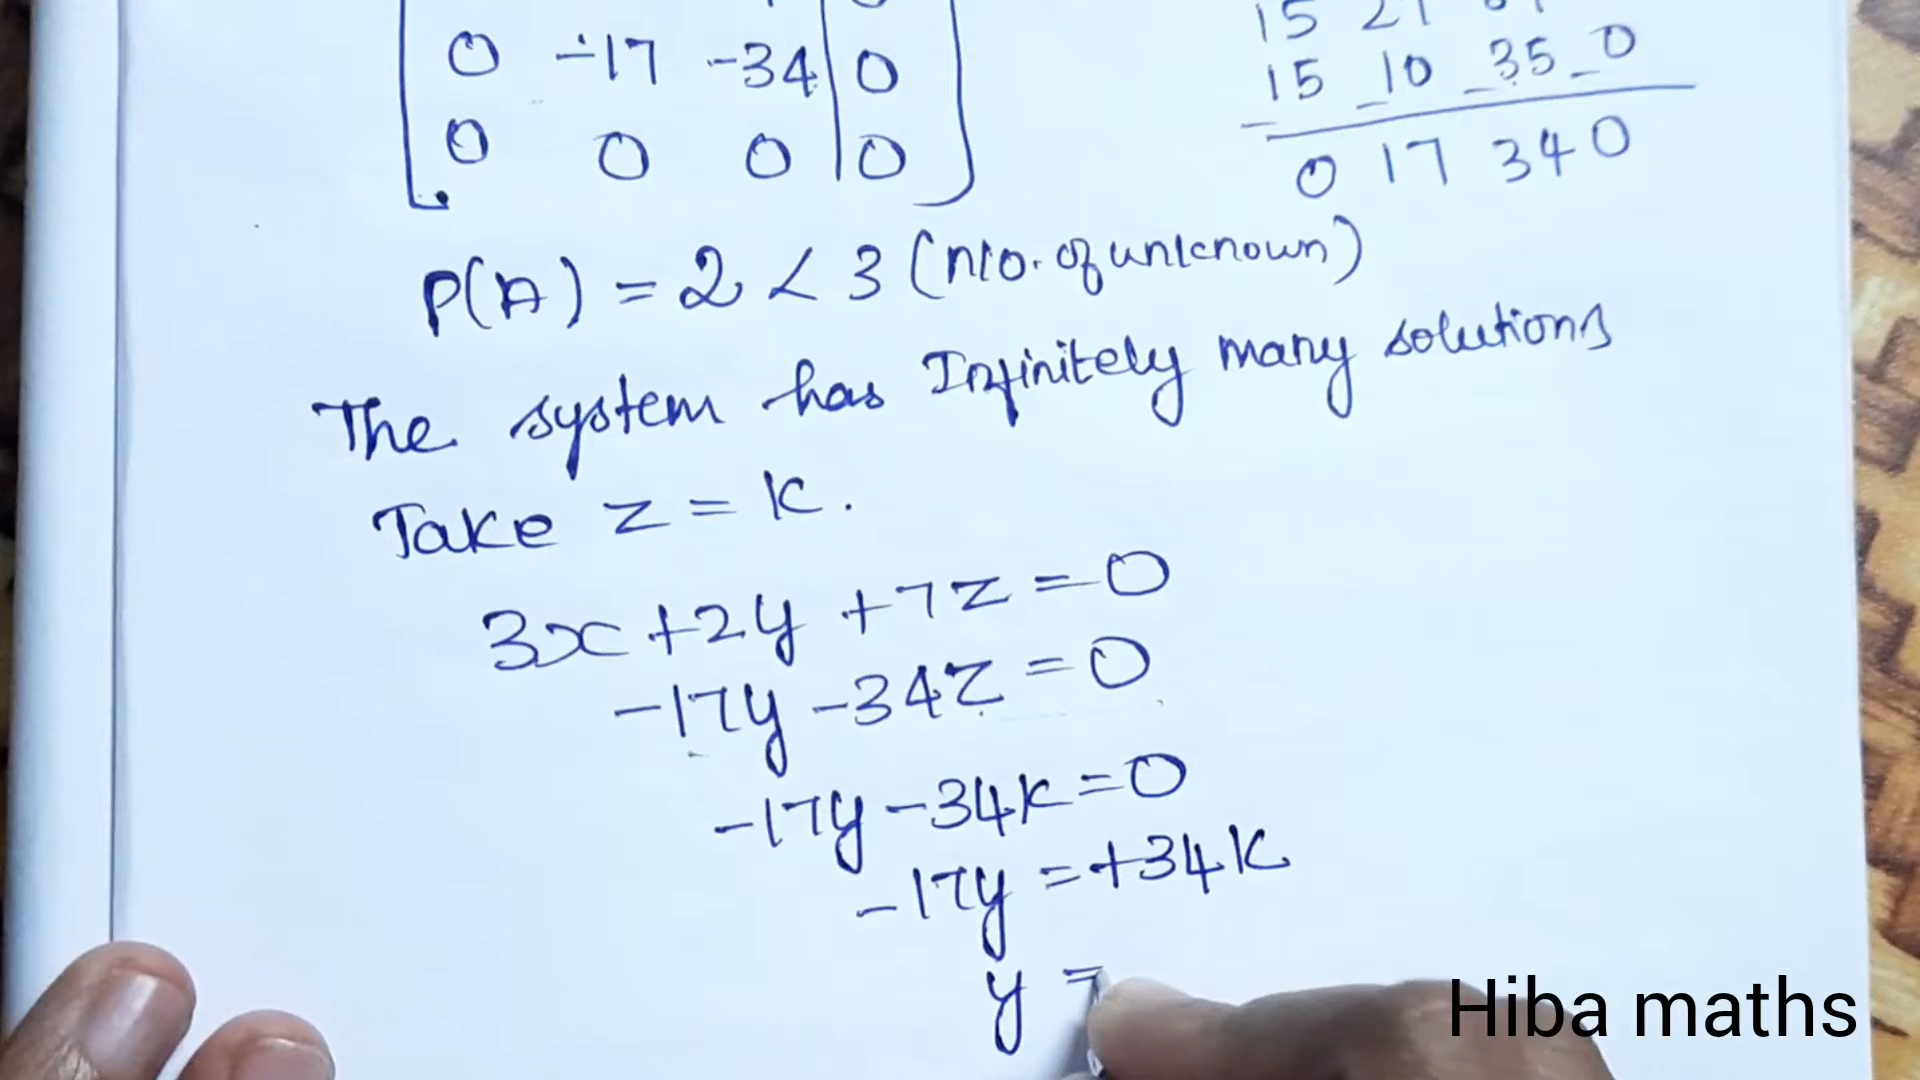 0 -17 -34 | 0
0 0 0 | 0
15 21
15 10 35 0
0 17 34 0
P(A) = 2 < 3 (n/o. of unknown)
The system has Infinitely many solutions
Take z = k.
3x + 2y + 7z = 0
-17y - 34z = 0
-17y - 34k = 0
-17y = +34k
y =
Hiba maths